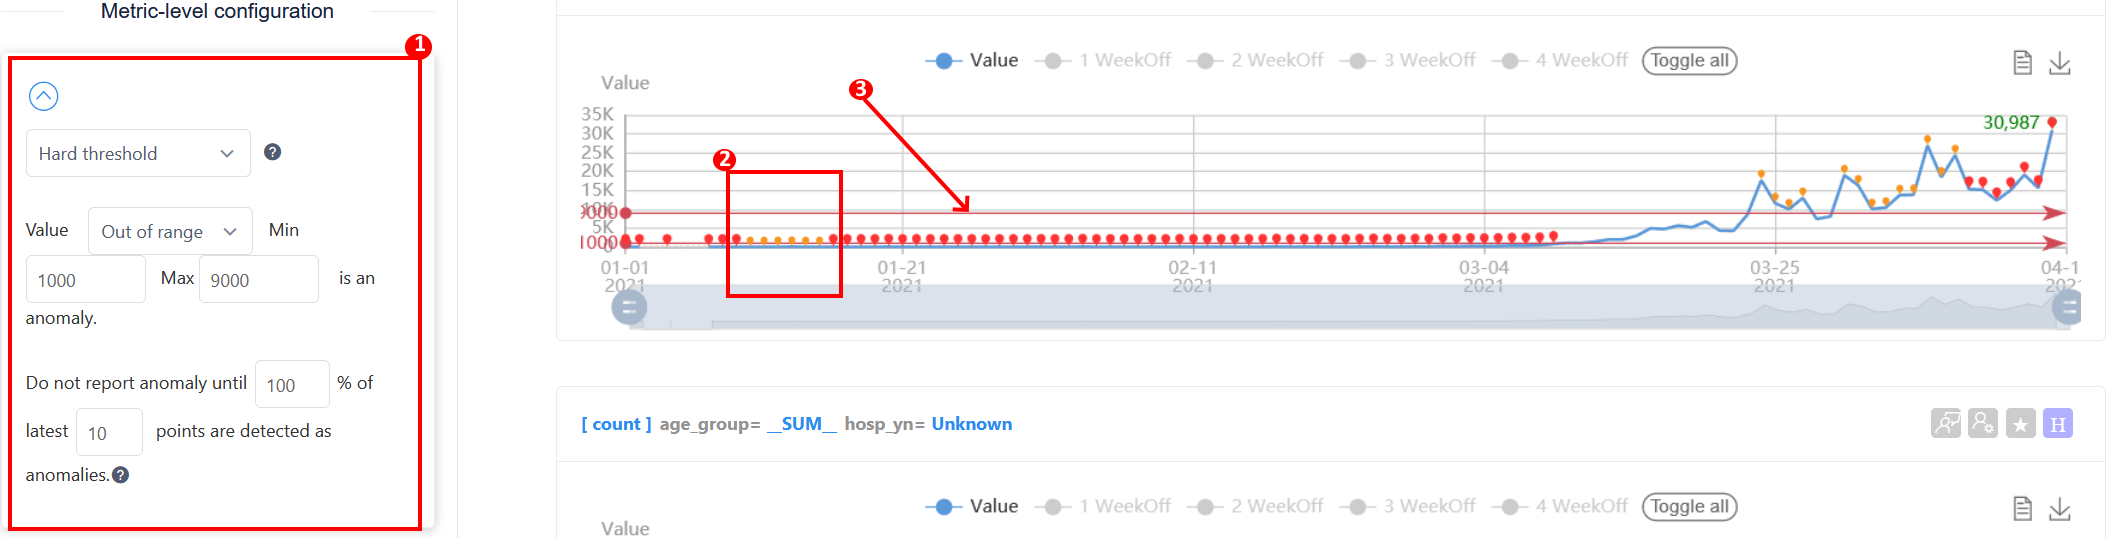 Metric-level configuration
1
Hard threshold
?
Value Out of range Min
1000 Max 9000 is an
anomaly.
Do not report anomaly until 100 % of
latest 10 points are detected as
anomalies. ?
Value 1 WeekOff 2 WeekOff 3 WeekOff 4 WeekOff Toggle all
Value
3
2
35K
30K
25K
20K
15K
10K
5K
0
1000
30,987
01-01
2021
01-21
2021
02-11
2021
03-04
2021
03-25
2021
04-1
[ count ] age_group= __SUM__ hosp_yn= Unknown
H
Value 1 WeekOff 2 WeekOff 3 WeekOff 4 WeekOff Toggle all
Value